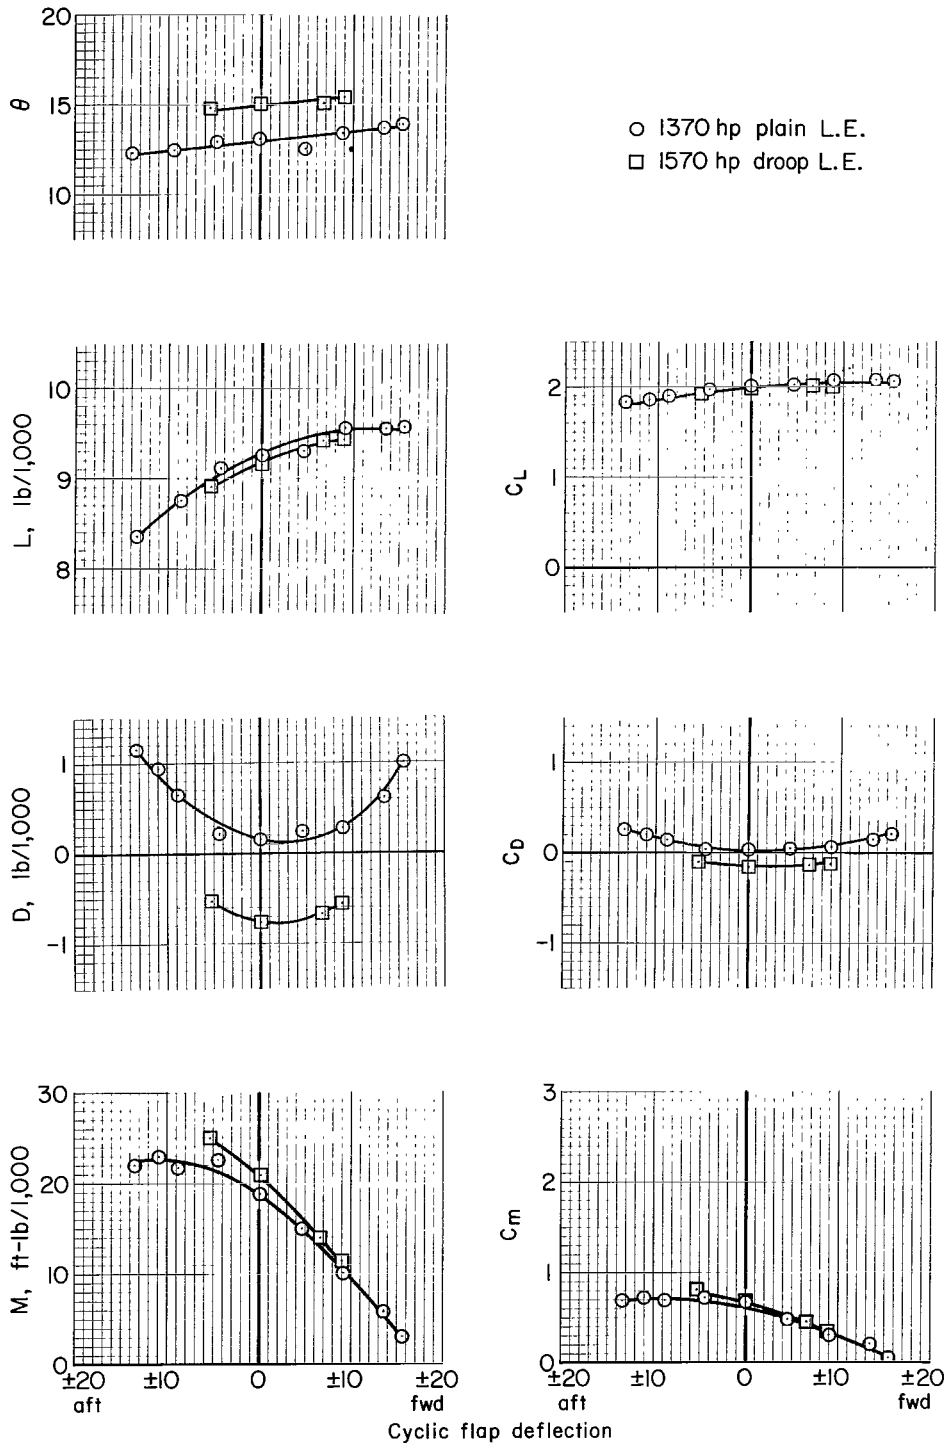 20
15
10
θ
○ 1370 hp plain L.E.
□ 1570 hp droop L.E.
10
9
8
L, lb/1,000
2
1
0
C_L
1
0
-1
D, lb/1,000
1
0
-1
C_D
30
20
10
0
M, ft-lb/1,000
±20 ±10 0 ±10 ±20
aft fwd
3
2
1
0
C_m
±20 ±10 0 ±10 ±20
aft fwd
Cyclic flap deflection